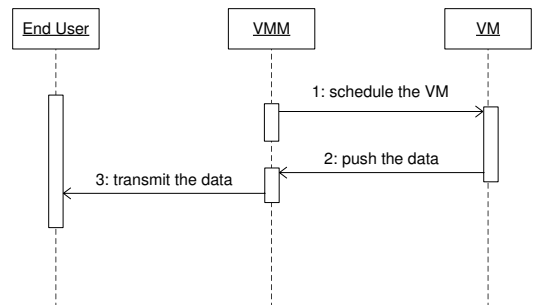 End User
VMM
VM
1: schedule the VM
2: push the data
3: transmit the data